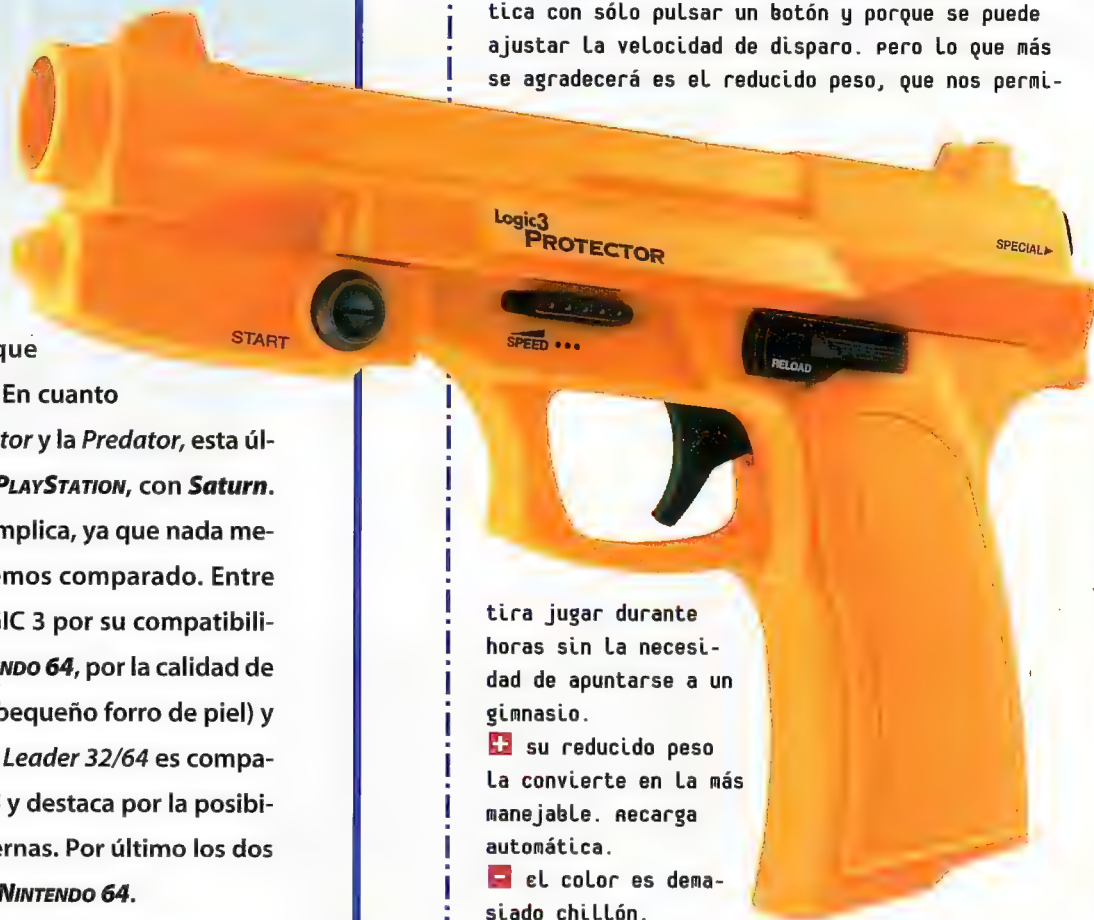 tica con sólo pulsar un botón y porque se puede
ajustar la velocidad de disparo. pero lo que más
se agradecerá es el reducido peso, que nos permi-
Logic3
PROTECTOR
SPECIAL▶
START
SPEED •••
RELOAD
tira jugar durante
horas sin la necesi-
dad de apuntarse a un
gimnasio.
+ su reducido peso
la convierte en la más
manejable. Recarga
automática.
- el color es dema-
siado chillón.
que
En cuanto
tor y la Predator, esta úl-
PLAYSTATION, con Saturn.
mplica, ya que nada me-
emos comparado. Entre
IC 3 por su compatibili-
NDO 64, por la calidad de
pequeño forro de piel) y
Leader 32/64 es compa-
y destaca por la posibi-
ernas. Por último los dos
NINTENDO 64.